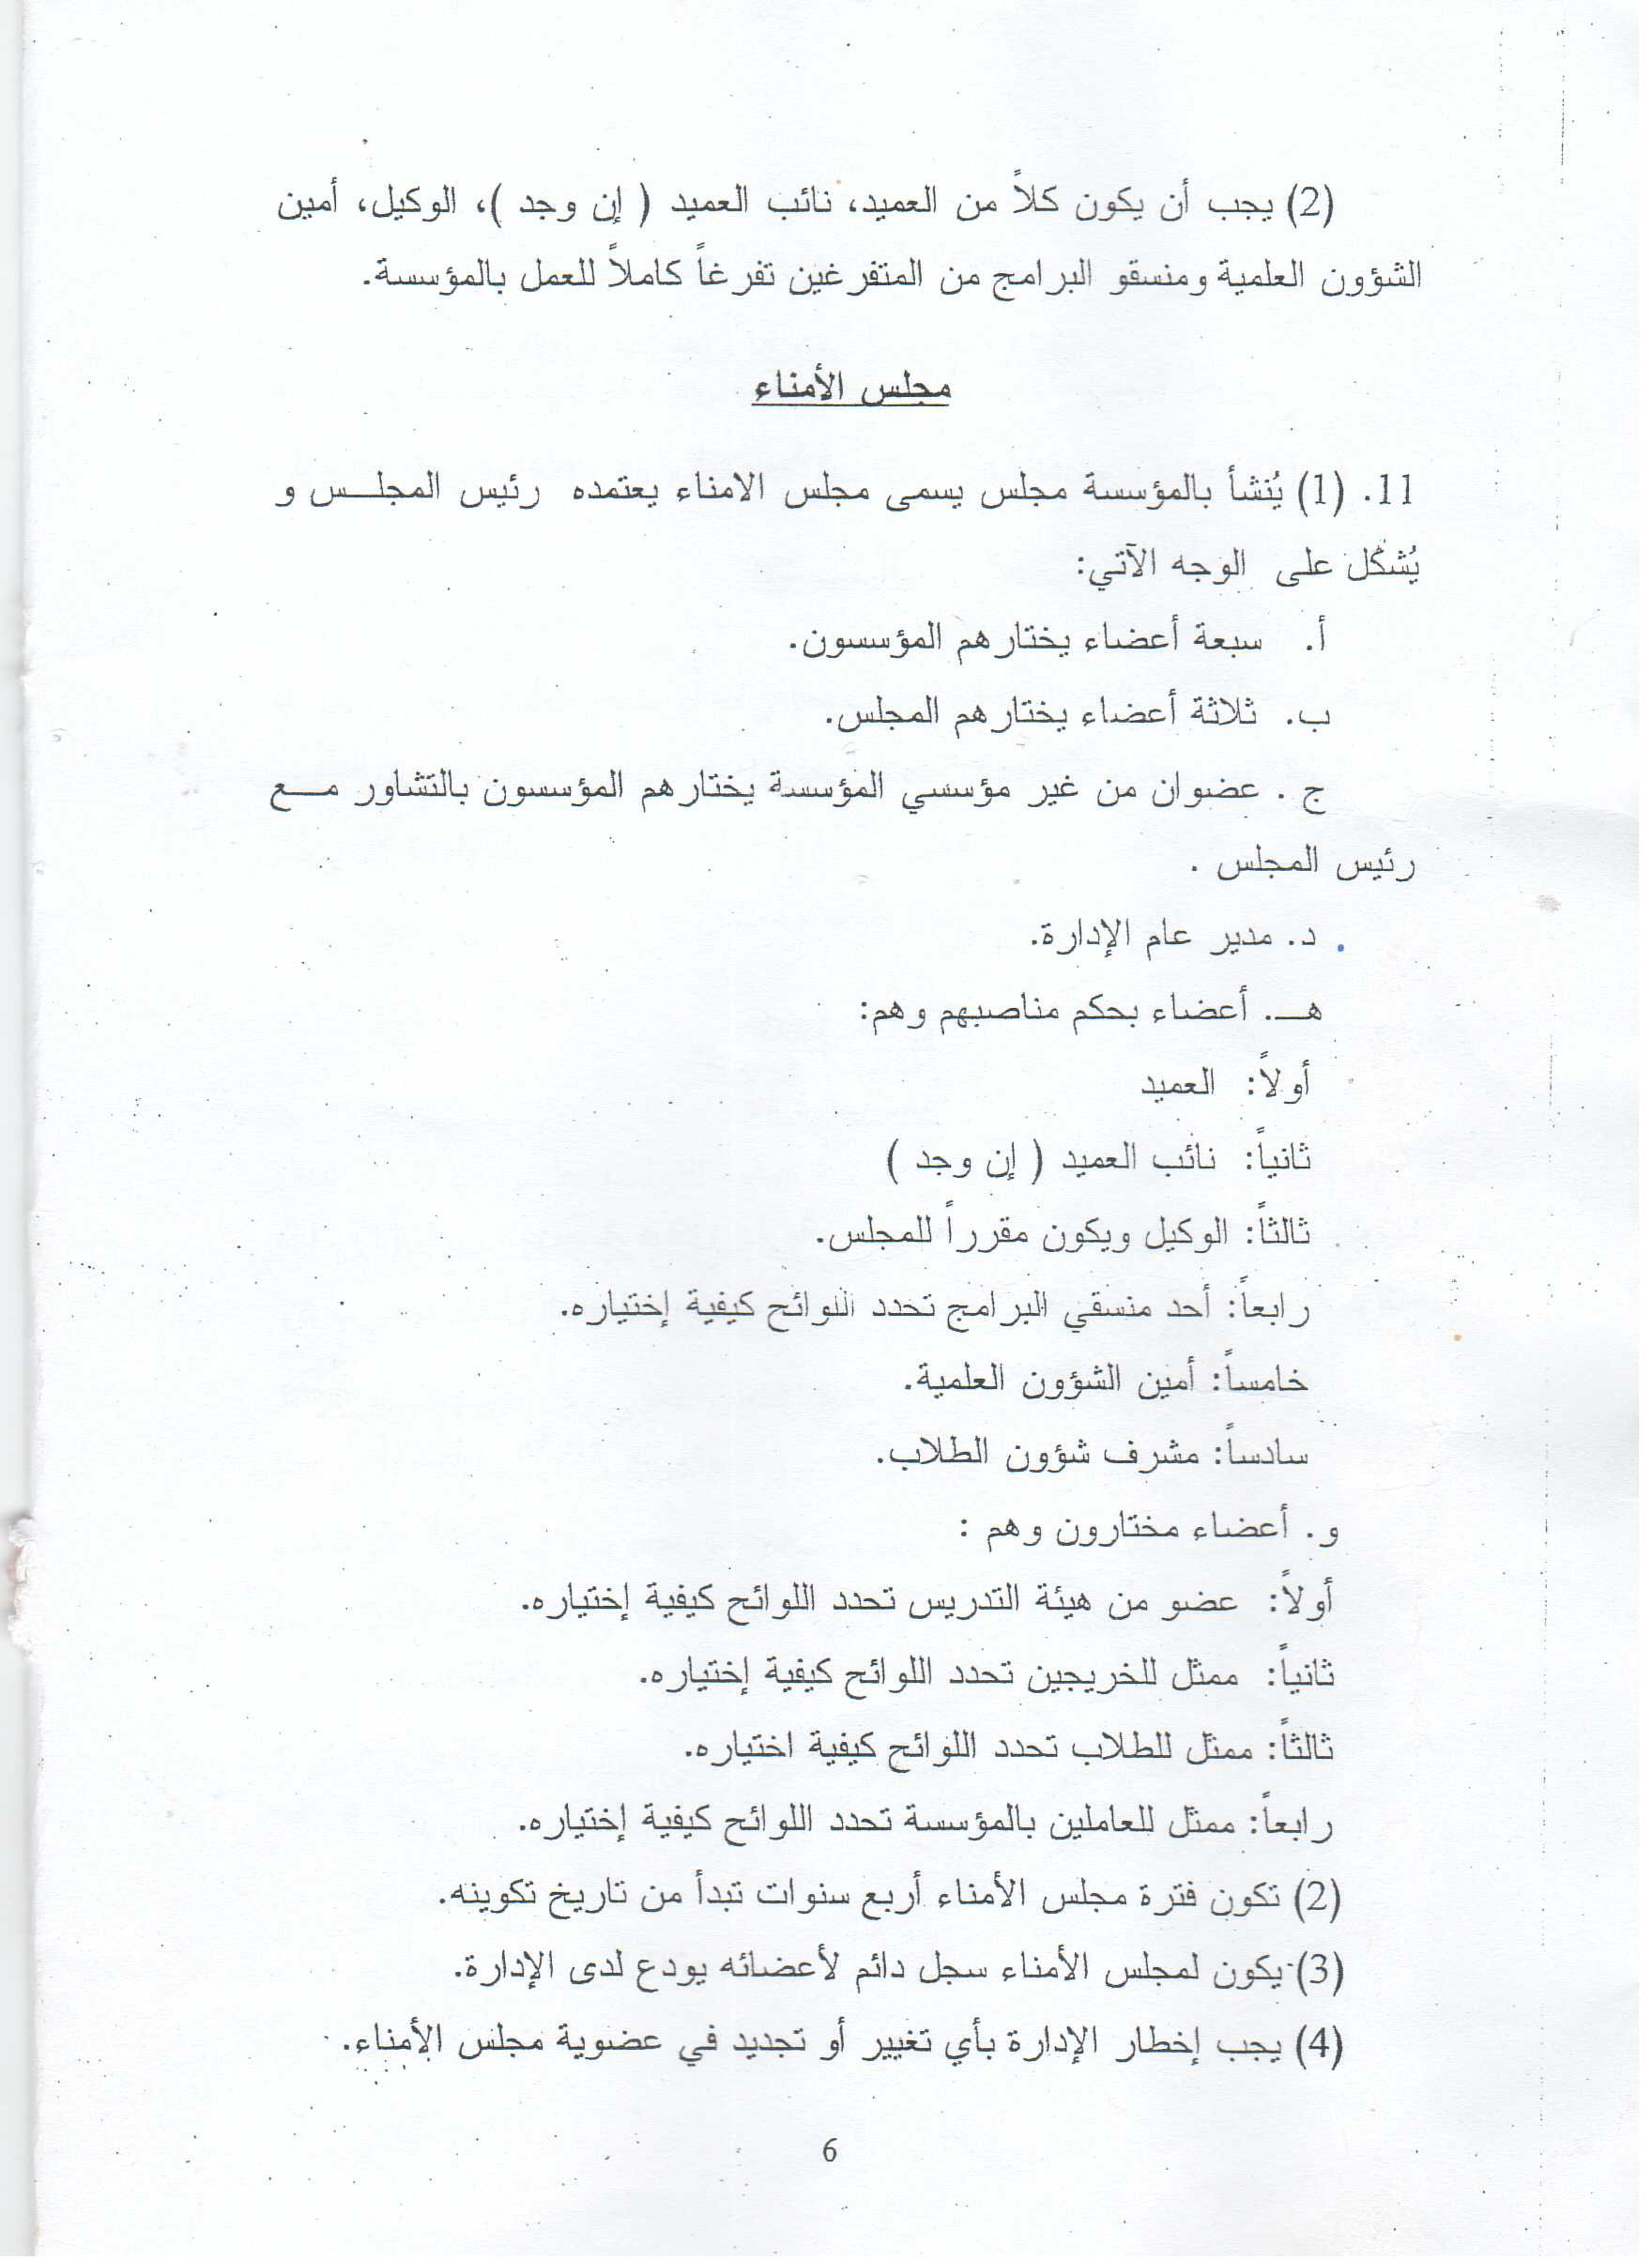 (2) يجب أن يكون كلاً من العميد، نائب العميد ( إن وجد )، الوكيل، أمين
الشؤون العلمية ومنسقو البرامج من المتفرغين تفرغاً كاملاً للعمل بالمؤسسة.
مجلس الأمناء
11. (1) يُنشأ بالمؤسسة مجلس يسمى مجلس الامناء يعتمده رئيس المجلــس و
يُشكل على الوجه الآتي:
أ. سبعة أعضاء يختارهم المؤسسون.
ب. ثلاثة أعضاء يختارهم المجلس.
ج . عضوان من غير مؤسسي المؤسسة يختارهم المؤسسون بالتشاور مــع
رئيس المجلس .
د. مدير عام الإدارة.
هــ. أعضاء بحكم مناصبهم وهم:
أولاً: العميد
ثانياً: نائب العميد ( إن وجد )
ثالثاً: الوكيل ويكون مقرراً للمجلس.
رابعاً: أحد منسقي البرامج تحدد اللوائح كيفية إختياره.
خامساً: أمين الشؤون العلمية.
سادساً: مشرف شؤون الطلاب.
و. أعضاء مختارون وهم :
أولاً: عضو من هيئة التدريس تحدد اللوائح كيفية إختياره.
ثانياً: ممثل للخريجين تحدد اللوائح كيفية إختياره.
ثالثاً: ممثل للطلاب تحدد اللوائح كيفية اختياره.
رابعاً: ممثل للعاملين بالمؤسسة تحدد اللوائح كيفية إختياره.
(2) تكون فترة مجلس الأمناء أربع سنوات تبدأ من تاريخ تكوينه.
(3) يكون لمجلس الأمناء سجل دائم لأعضائه يودع لدى الإدارة.
(4) يجب إخطار الإدارة بأي تغيير أو تجديد في عضوية مجلس الأمناء.
6